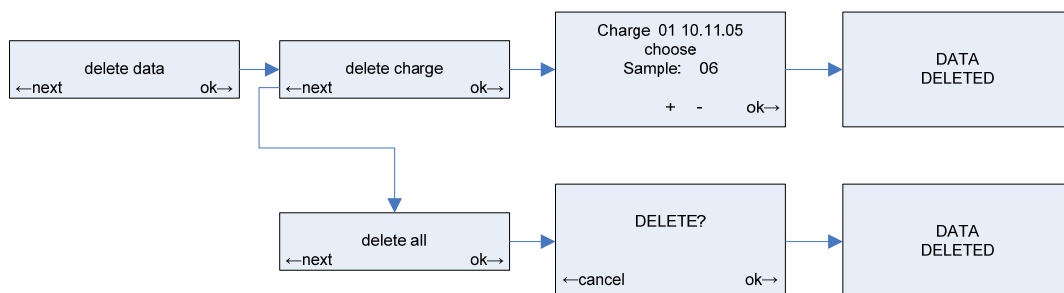 delete data
←next ok→
delete charge
←next ok→
Charge 01 10.11.05
choose
Sample: 06
+ - ok→
DATA
DELETED
delete all
←next ok→
DELETE?
←cancel ok→
DATA
DELETED